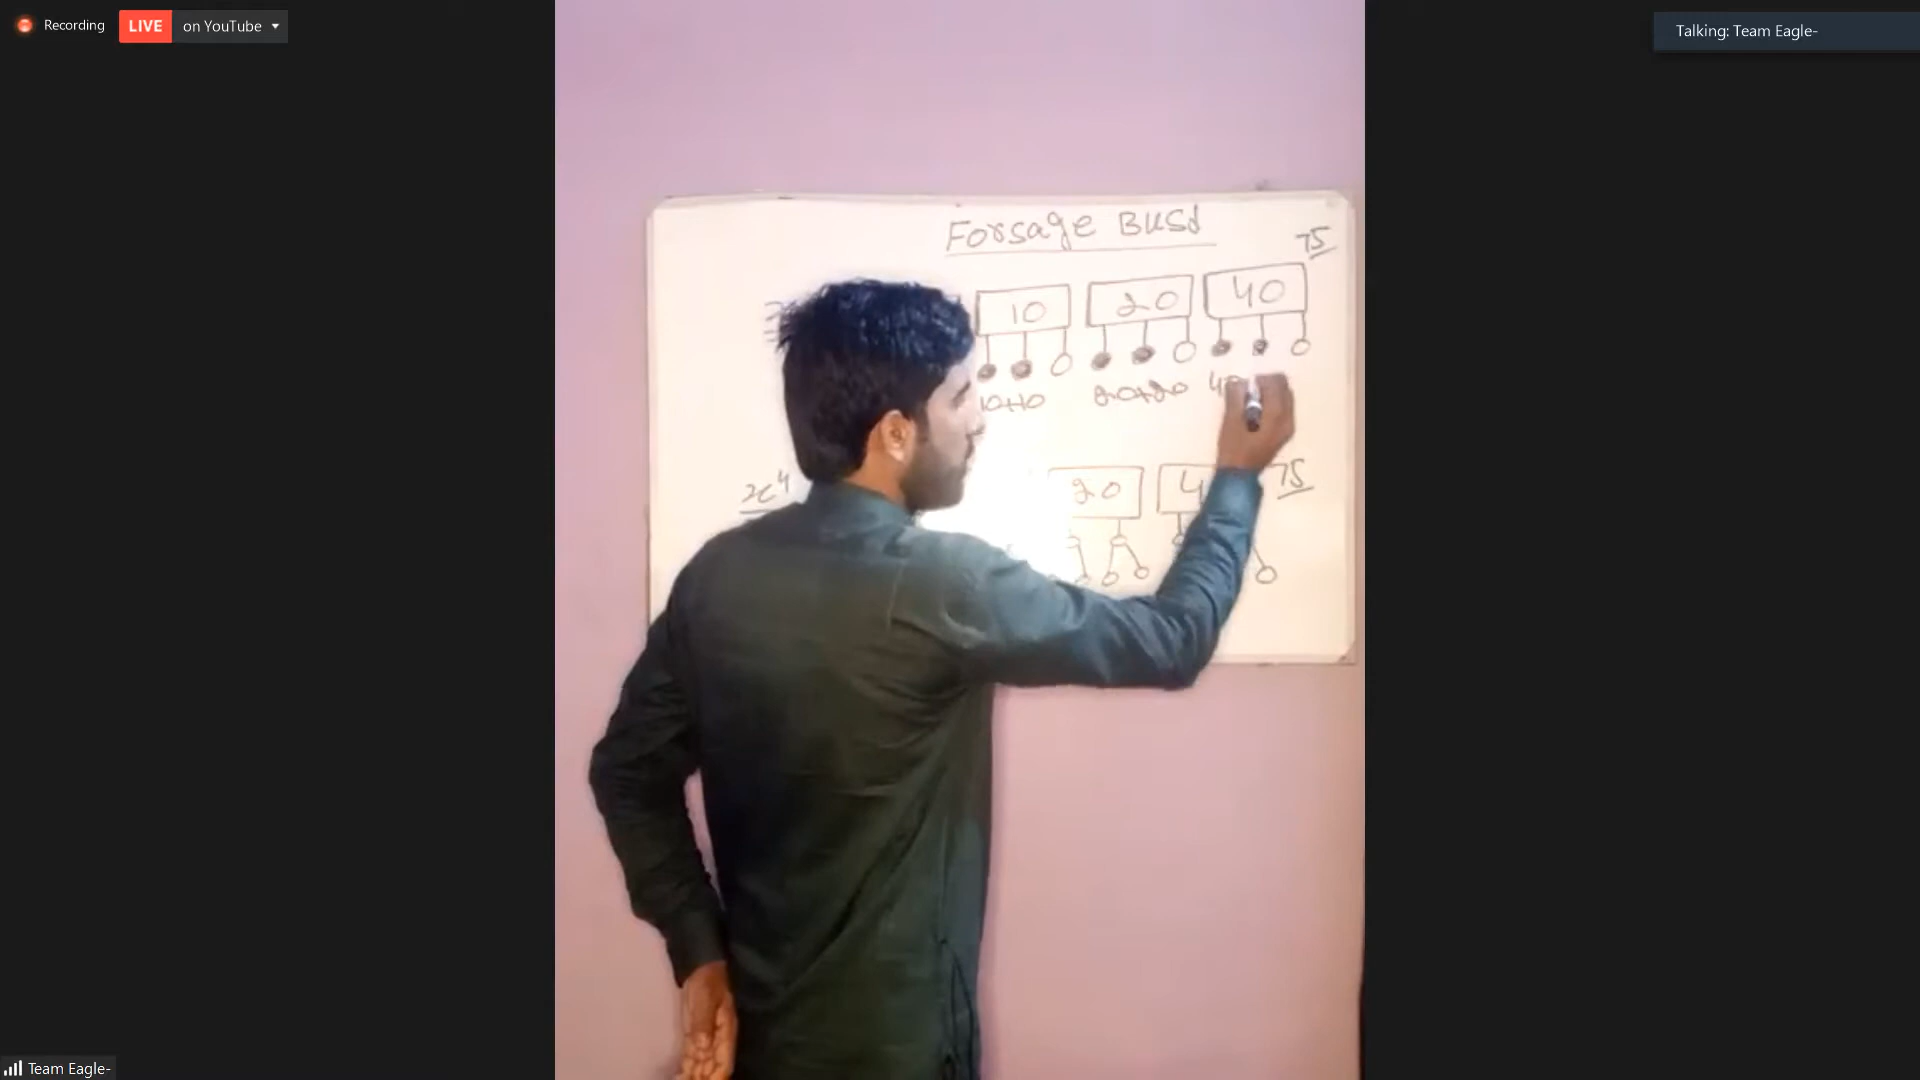 Recording
LIVE on YouTube
Talking: Team Eagle-
Forsage BUSd
75
10 20 40
10+10 20+20
x4
20 75
Team Eagle-